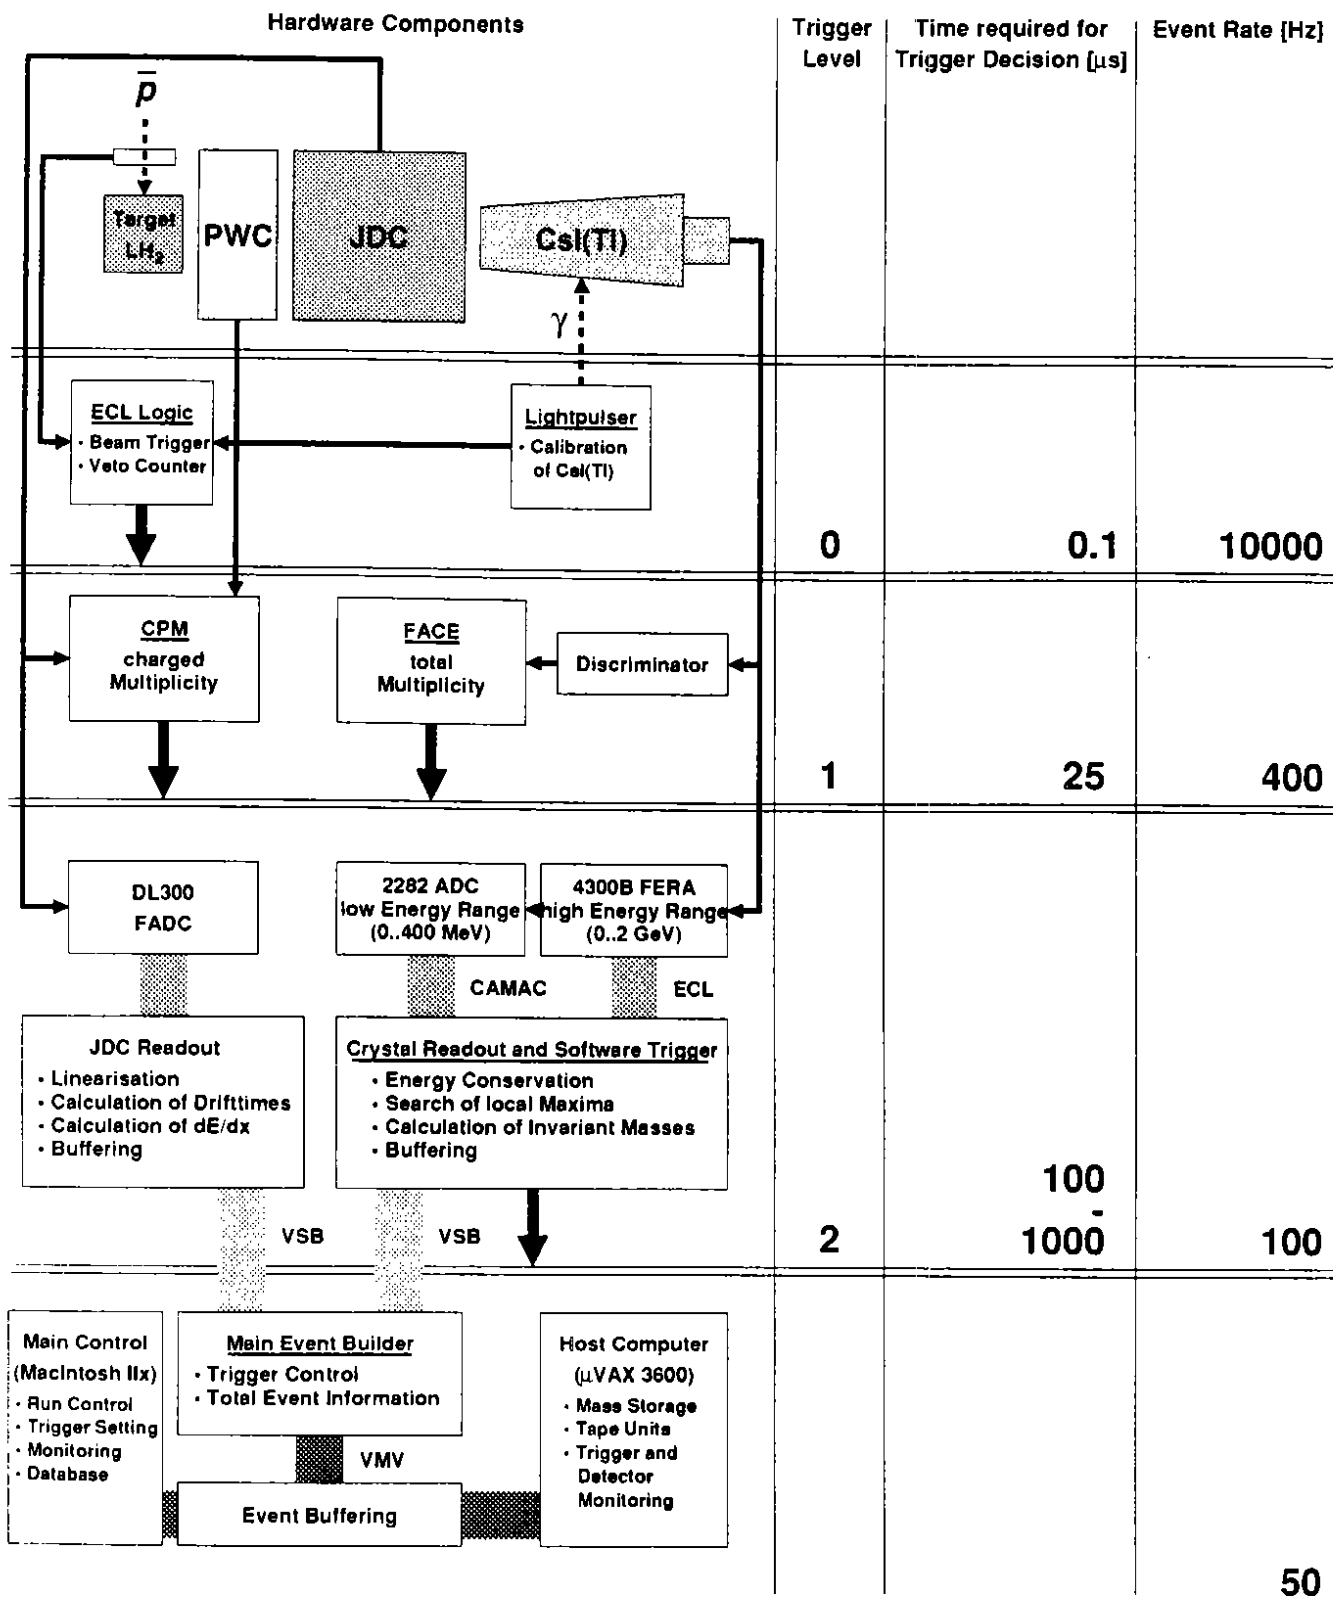 Hardware Components
Trigger
Level
Time required for
Trigger Decision [μs]
Event Rate [Hz]
p̅
Target
LH₂
PWC
JDC
CsI(Tl)
γ
ECL Logic
· Beam Trigger
· Veto Counter
Lightpulser
· Calibration
of CsI(Tl)
0
0.1
10000
CPM
charged
Multiplicity
FACE
total
Multiplicity
Discriminator
1
25
400
DL300
FADC
2282 ADC
low Energy Range
(0..400 MeV)
4300B FERA
high Energy Range
(0..2 GeV)
CAMAC
ECL
JDC Readout
· Linearisation
· Calculation of Drifttimes
· Calculation of dE/dx
· Buffering
Crystal Readout and Software Trigger
· Energy Conservation
· Search of local Maxima
· Calculation of Invariant Masses
· Buffering
VSB
VSB
2
100
-
1000
100
Main Control
(MacIntosh IIx)
· Run Control
· Trigger Setting
· Monitoring
· Database
Main Event Builder
· Trigger Control
· Total Event Information
VMV
Event Buffering
Host Computer
(μVAX 3600)
· Mass Storage
· Tape Units
· Trigger and
Detector
Monitoring
50